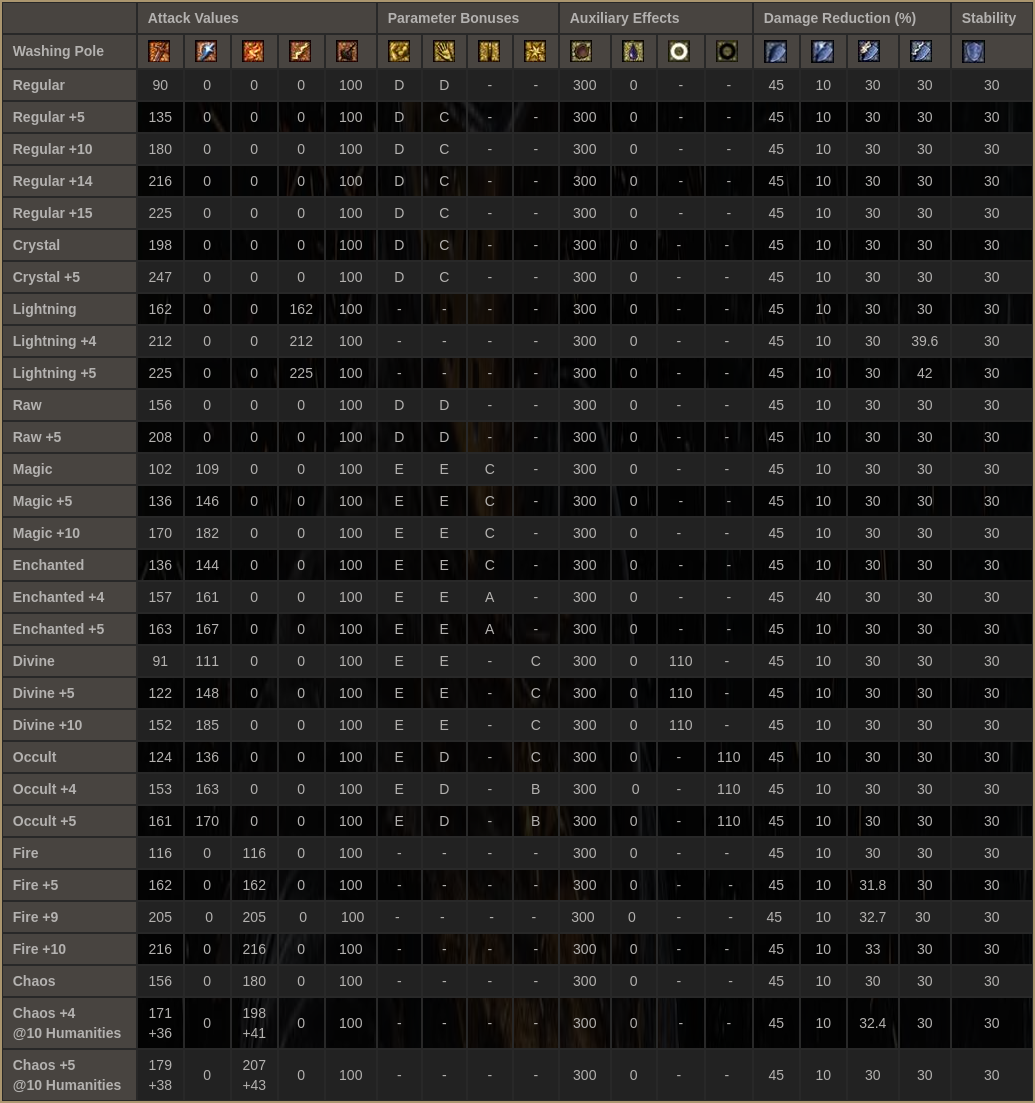 Attack Values Parameter Bonuses Auxiliary Effects Damage Reduction (%) Stability
Washing Pole
Regular 90 0 0 0 100 D D - - 300 0 - - 45 10 30 30 30
Regular +5 135 0 0 0 100 D C - - 300 0 - - 45 10 30 30 30
Regular +10 180 0 0 0 100 D C - - 300 0 - - 45 10 30 30 30
Regular +14 216 0 0 0 100 D C - - 300 0 - - 45 10 30 30 30
Regular +15 225 0 0 0 100 D C - - 300 0 - - 45 10 30 30 30
Crystal 198 0 0 0 100 D C - - 300 0 - - 45 10 30 30 30
Crystal +5 247 0 0 0 100 D C - - 300 0 - - 45 10 30 30 30
Lightning 162 0 0 162 100 - - - - 300 0 - - 45 10 30 30 30
Lightning +4 212 0 0 212 100 - - - - 300 0 - - 45 10 30 39.6 30
Lightning +5 225 0 0 225 100 - - - - 300 0 - - 45 10 30 42 30
Raw 156 0 0 0 100 D D - - 300 0 - - 45 10 30 30 30
Raw +5 208 0 0 0 100 D D - - 300 0 - - 45 10 30 30 30
Magic 102 109 0 0 100 E E C - 300 0 - - 45 10 30 30 30
Magic +5 136 146 0 0 100 E E C - 300 0 - - 45 10 30 30 30
Magic +10 170 182 0 0 100 E E C - 300 0 - - 45 10 30 30 30
Enchanted 136 144 0 0 100 E E C - 300 0 - - 45 10 30 30 30
Enchanted +4 157 161 0 0 100 E E A - 300 0 - - 45 40 30 30 30
Enchanted +5 163 167 0 0 100 E E A - 300 0 - - 45 10 30 30 30
Divine 91 111 0 0 100 E E - C 300 0 110 - 45 10 30 30 30
Divine +5 122 148 0 0 100 E E - C 300 0 110 - 45 10 30 30 30
Divine +10 152 185 0 0 100 E E - C 300 0 110 - 45 10 30 30 30
Occult 124 136 0 0 100 E D - C 300 0 - 110 45 10 30 30 30
Occult +4 153 163 0 0 100 E D - B 300 0 - 110 45 10 30 30 30
Occult +5 161 170 0 0 100 E D - B 300 0 - 110 45 10 30 30 30
Fire 116 0 116 0 100 - - - - 300 0 - - 45 10 30 30 30
Fire +5 162 0 162 0 100 - - - - 300 0 - - 45 10 31.8 30 30
Fire +9 205 0 205 0 100 - - - - 300 0 - - 45 10 32.7 30 30
Fire +10 216 0 216 0 100 - - - - 300 0 - - 45 10 33 30 30
Chaos 156 0 180 0 100 - - - - 300 0 - - 45 10 30 30 30
Chaos +4 171 198
0 0 100 - - - - 300 0 - - 45 10 32.4 30 30
@10 Humanities +36 +41
Chaos +5 179 207
0 0 100 - - - - 300 0 - - 45 10 30 30 30
@10 Humanities +38 +43